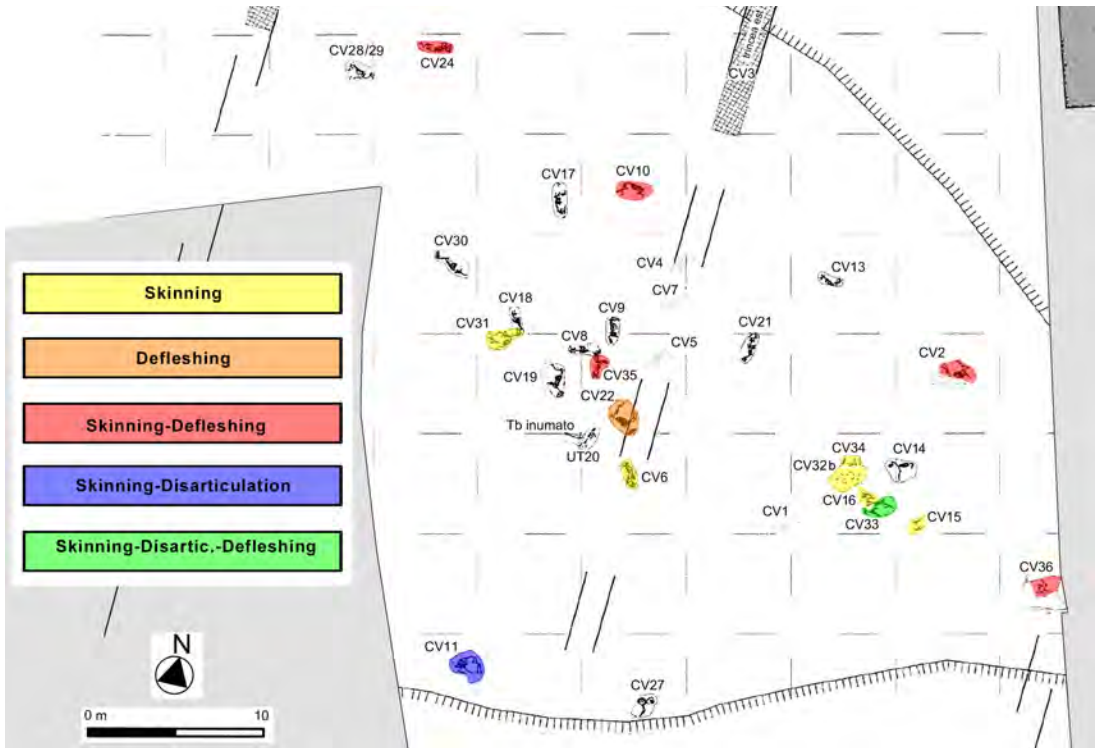 CV28/29
CV24
trincea est
CV3
CV17
CV10
CV30
CV4
CV7
CV13
CV18
CV9
CV31
CV8
CV21
CV5
CV2
CV19
CV35
CV22
Tb inumato
UT20
CV6
CV34
CV14
CV32b
CV16
CV1
CV33
CV15
CV36
CV11
CV27
Skinning
Defleshing
Skinning-Defleshing
Skinning-Disarticulation
Skinning-Disartic.-Defleshing
N
0 m 10